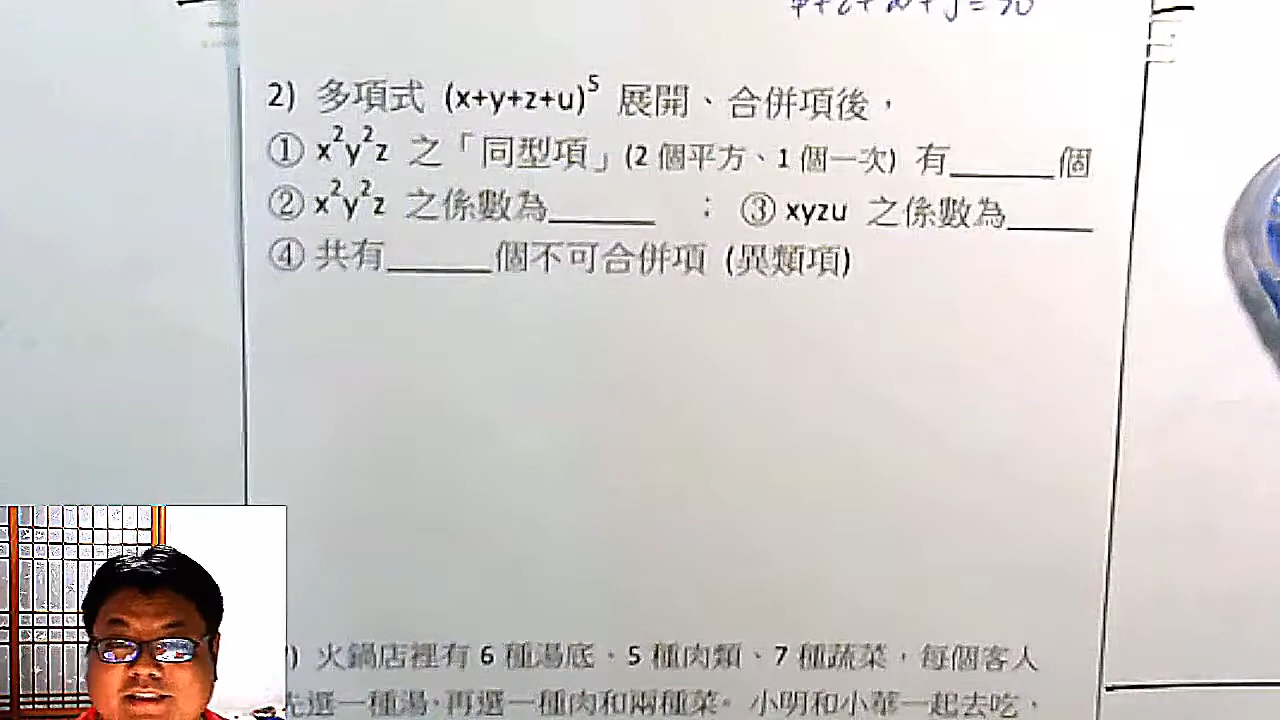 2) 多項式 (x+y+z+u)⁵ 展開、合併項後，
① x²y²z 之「同型項」(2 個平方、1 個一次) 有______個
② x²y²z 之係數為______ ； ③ xyzu 之係數為_____
④ 共有______個不可合併項 (異類項)
) 火鍋店裡有 6 種湯底、5 種肉類、7 種蔬菜，每個客人
先選一種湯，再選一種肉和兩種菜。小明和小華一起去吃，